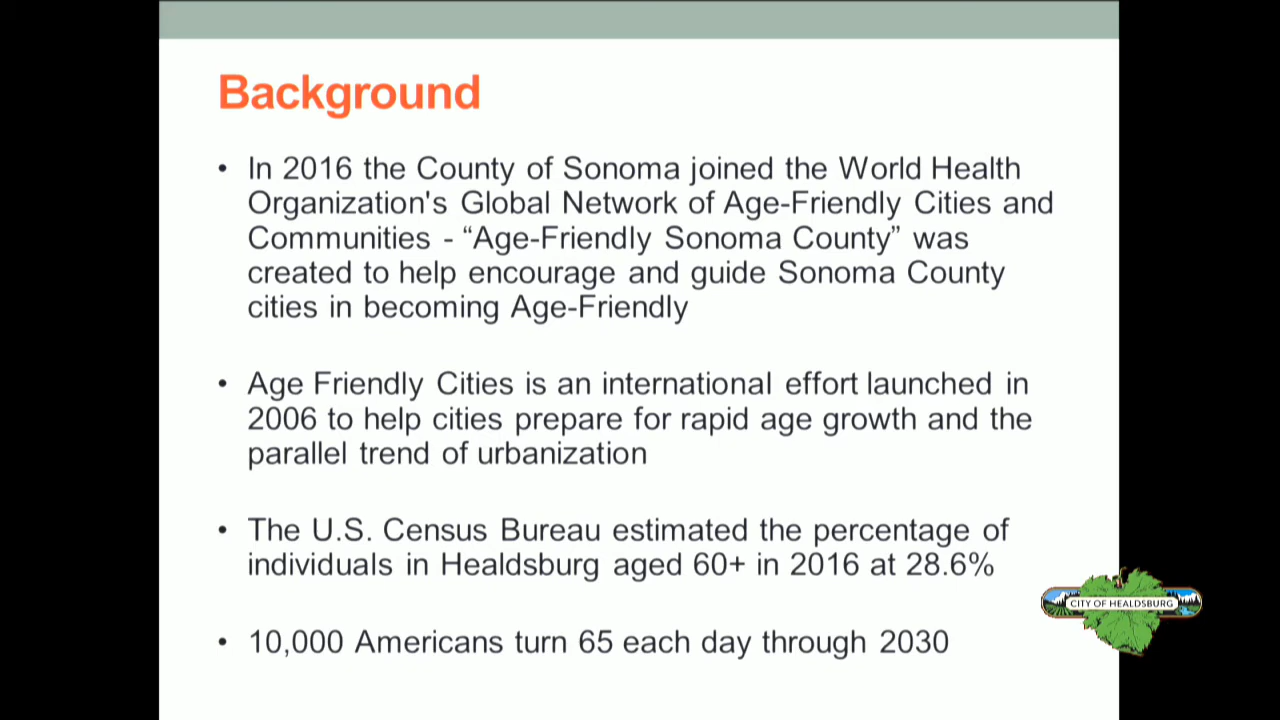 Background
• In 2016 the County of Sonoma joined the World Health
Organization's Global Network of Age-Friendly Cities and
Communities - “Age-Friendly Sonoma County” was
created to help encourage and guide Sonoma County
cities in becoming Age-Friendly
• Age Friendly Cities is an international effort launched in
2006 to help cities prepare for rapid age growth and the
parallel trend of urbanization
• The U.S. Census Bureau estimated the percentage of
individuals in Healdsburg aged 60+ in 2016 at 28.6%
CITY OF HEALDSBURG
• 10,000 Americans turn 65 each day through 2030